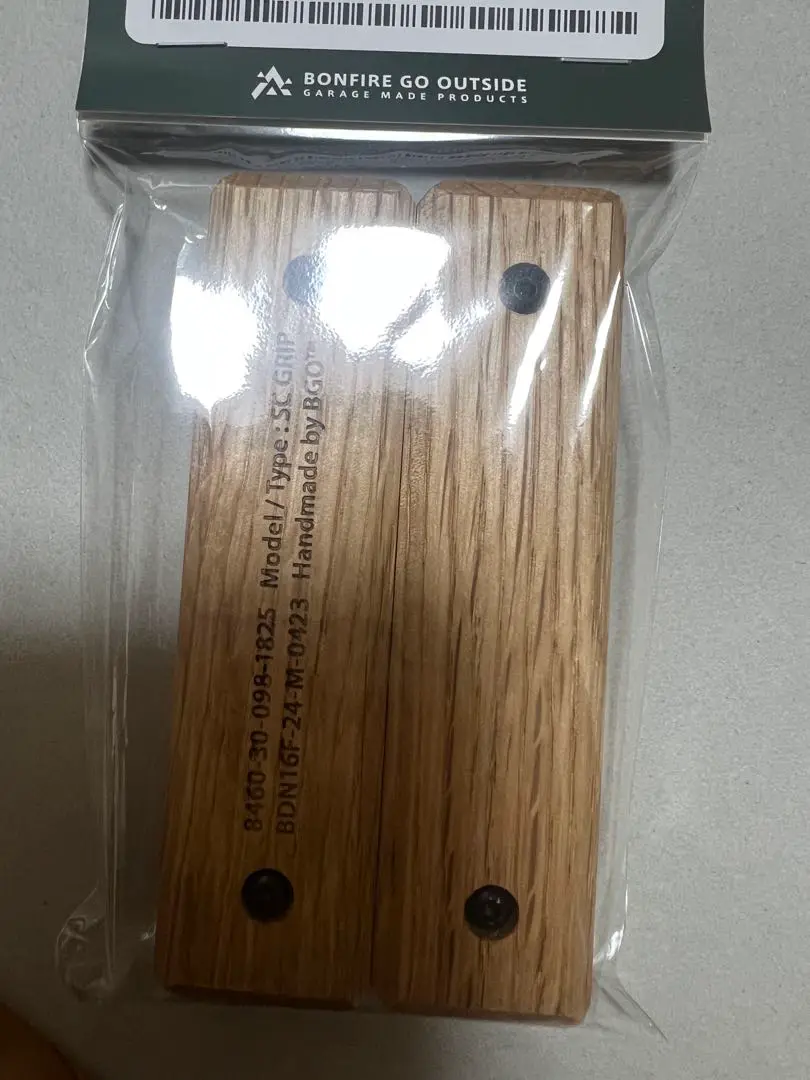 BONFIRE GO OUTSIDE
GARAGE MADE PRODUCTS
8460-30-098-1825 Model / Type : SC GRIP
BDN16F-24-M-0423 Handmade by BGO™